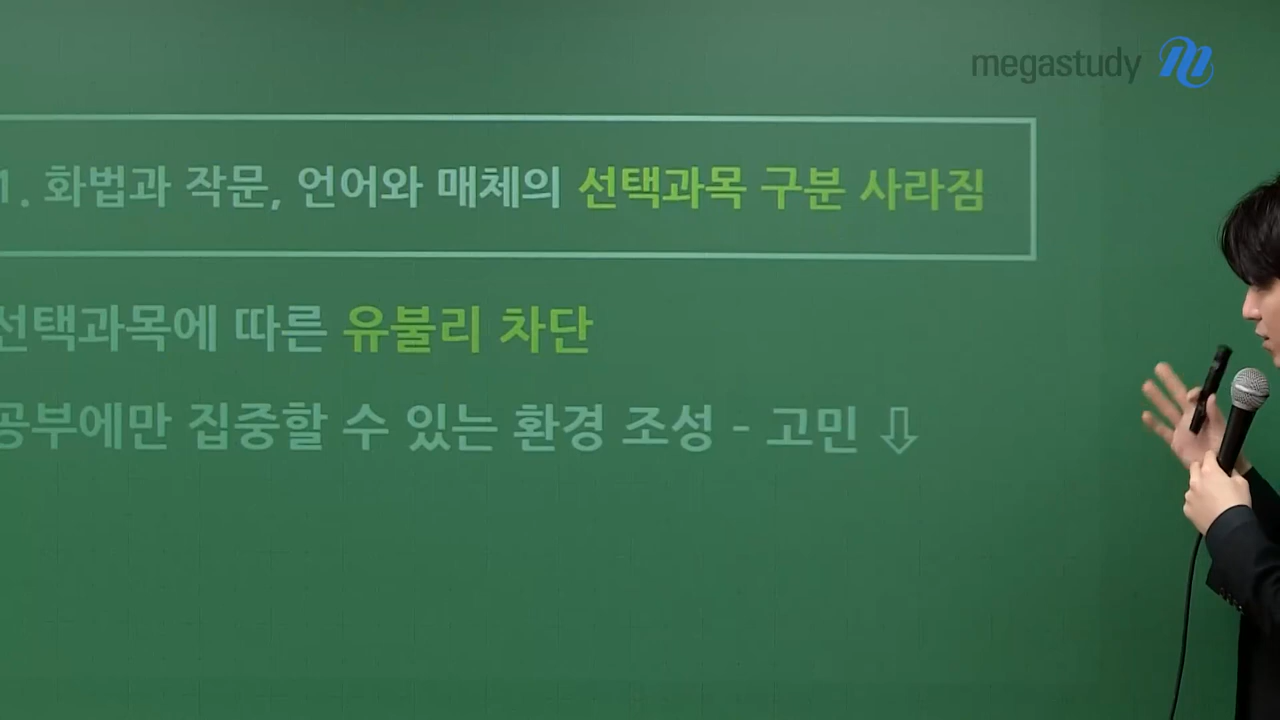 megastudy
1. 화법과 작문, 언어와 매체의 선택과목 구분 사라짐
선택과목에 따른 유불리 차단
공부에만 집중할 수 있는 환경 조성 - 고민 ⇩